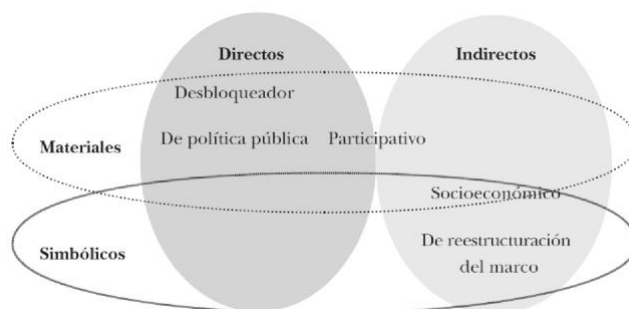 Directos Indirectos
Desbloqueador
Materiales De política pública Participativo
Socioeconómico
Simbólicos De reestructuración
del marco